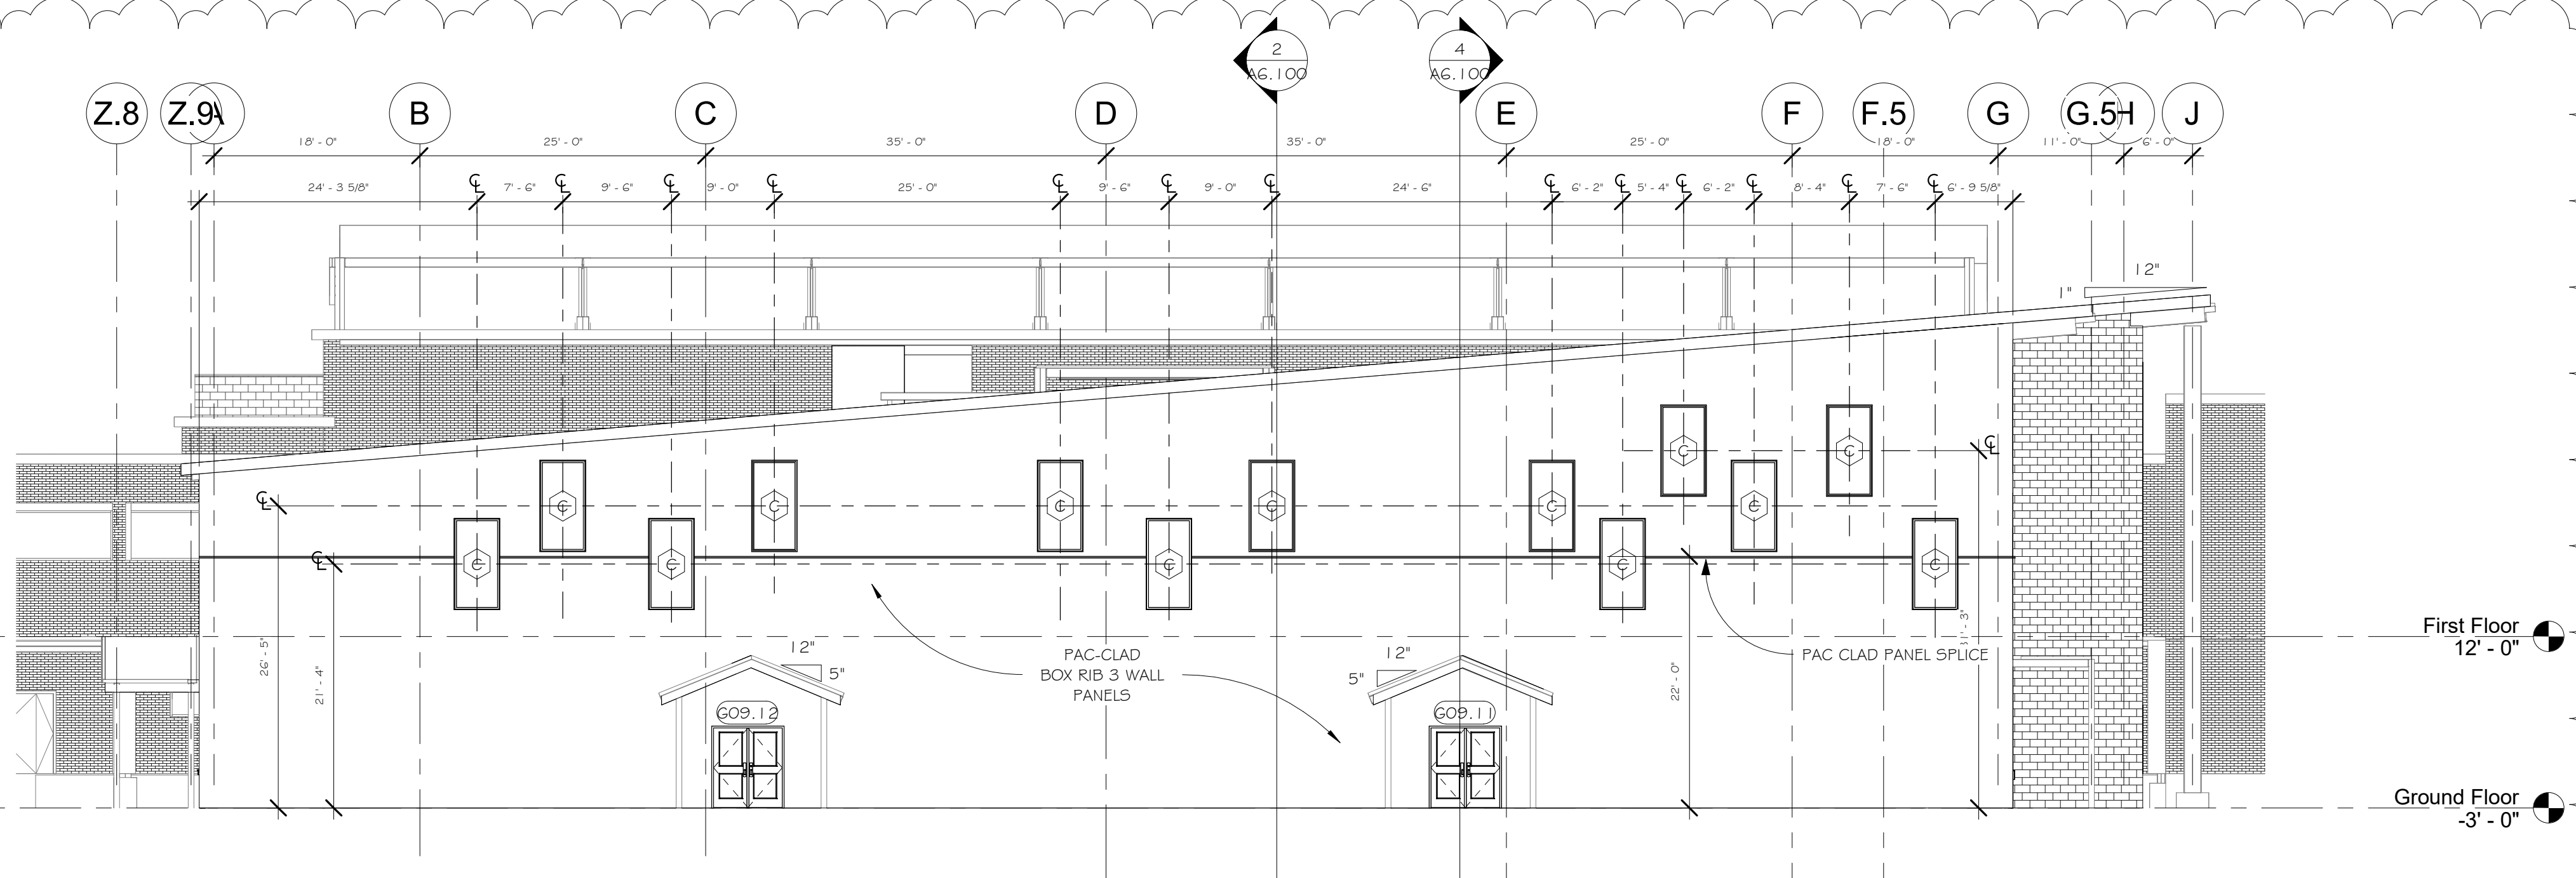 2
A6.100
4
A6.100
Z.8
Z.9
A
B
C
D
E
F
F.5
G
G.5
H
J
18' - 0"
25' - 0"
35' - 0"
35' - 0"
25' - 0"
18' - 0"
11' - 0"
6' - 0"
24' - 3 5/8"
7' - 6"
9' - 6"
9' - 0"
25' - 0"
9' - 6"
9' - 0"
24' - 6"
6' - 2"
5' - 4"
6' - 2"
8' - 4"
7' - 6"
6' - 9 5/8"
12"
1"
C
C
C
C
C
C
C
C
C
C
C
C
C
26' - 5"
21' - 4"
22' - 0"
12"
5"
PAC-CLAD
BOX RIB 3 WALL
PANELS
12"
5"
PAC CLAD PANEL SPLICE
G09.12
G09.11
First Floor
12' - 0"
Ground Floor
-3' - 0"